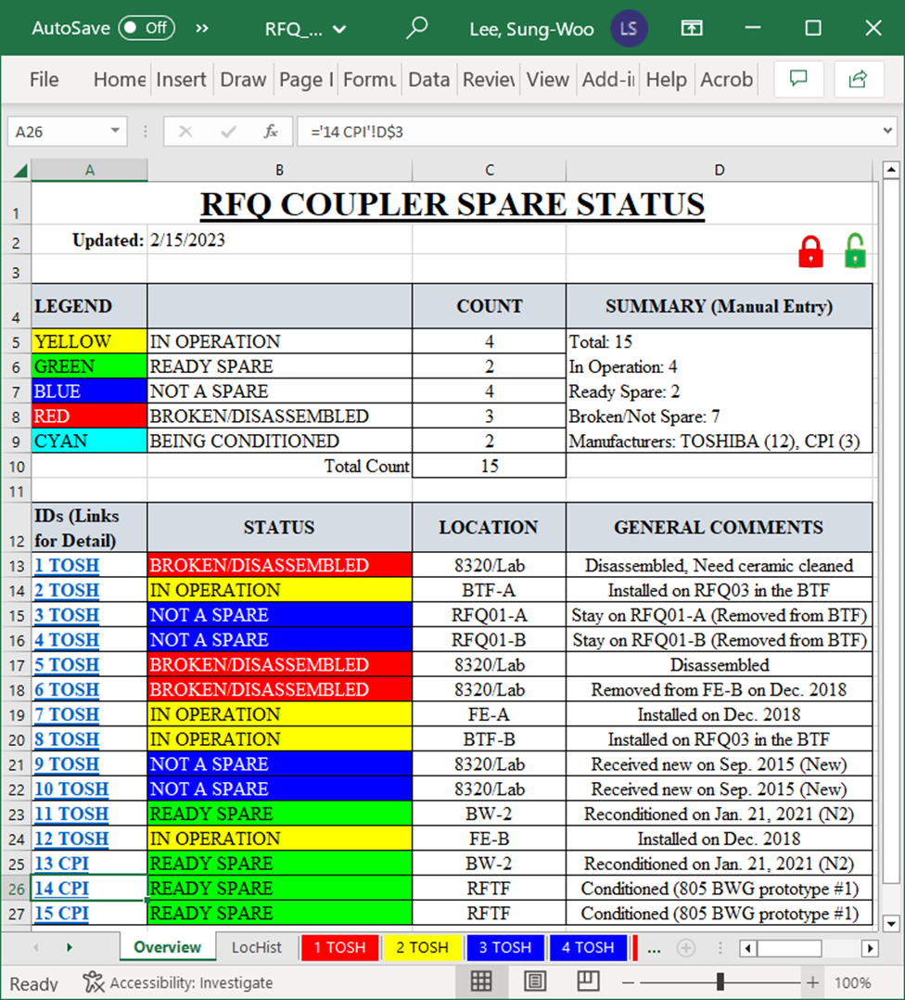 AutoSave Off » RFQ_... Lee, Sung-Woo LS
File Home Insert Draw Page Formu Data Review View Add-i Help Acrob
A26 fx ='14 CPI'!D$3
A B C D
1 RFQ COUPLER SPARE STATUS
2 Updated: 2/15/2023
3
4 LEGEND COUNT SUMMARY (Manual Entry)
5 YELLOW IN OPERATION 4 Total: 15
6 GREEN READY SPARE 2 In Operation: 4
7 BLUE NOT A SPARE 4 Ready Spare: 2
8 RED BROKEN/DISASSEMBLED 3 Broken/Not Spare: 7
9 CYAN BEING CONDITIONED 2 Manufacturers: TOSHIBA (12), CPI (3)
10 Total Count 15
11
IDs (Links
12 for Detail) STATUS LOCATION GENERAL COMMENTS
13 1 TOSH BROKEN/DISASSEMBLED 8320/Lab Disassembled, Need ceramic cleaned
14 2 TOSH IN OPERATION BTF-A Installed on RFQ03 in the BTF
15 3 TOSH NOT A SPARE RFQ01-A Stay on RFQ01-A (Removed from BTF)
16 4 TOSH NOT A SPARE RFQ01-B Stay on RFQ01-B (Removed from BTF)
17 5 TOSH BROKEN/DISASSEMBLED 8320/Lab Disassembled
18 6 TOSH BROKEN/DISASSEMBLED 8320/Lab Removed from FE-B on Dec. 2018
19 7 TOSH IN OPERATION FE-A Installed on Dec. 2018
20 8 TOSH IN OPERATION BTF-B Installed on RFQ03 in the BTF
21 9 TOSH NOT A SPARE 8320/Lab Received new on Sep. 2015 (New)
22 10 TOSH NOT A SPARE 8320/Lab Received new on Sep. 2015 (New)
23 11 TOSH READY SPARE BW-2 Reconditioned on Jan. 21, 2021 (N2)
24 12 TOSH IN OPERATION FE-B Installed on Dec. 2018
25 13 CPI READY SPARE BW-2 Reconditioned on Jan. 21, 2021 (N2)
26 14 CPI READY SPARE RFTF Conditioned (805 BWG prototype #1)
27 15 CPI READY SPARE RFTF Conditioned (805 BWG prototype #1)
Overview LocHist 1 TOSH 2 TOSH 3 TOSH 4 TOSH ...
Ready Accessibility: Investigate 100%